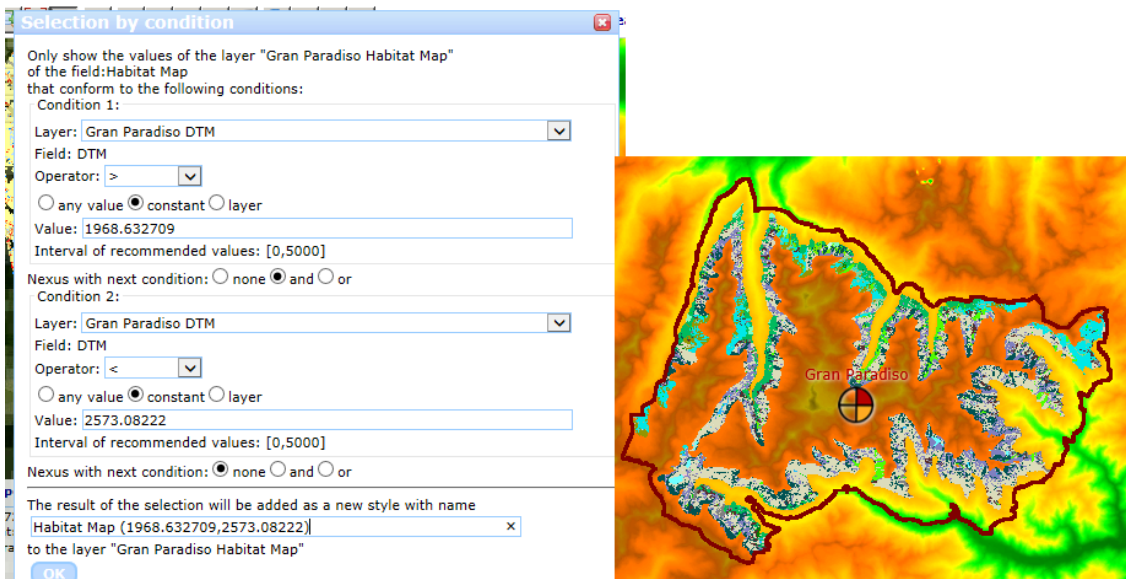 Selection by condition
Only show the values of the layer "Gran Paradiso Habitat Map"
of the field:Habitat Map
that conform to the following conditions:
Condition 1:
Layer: Gran Paradiso DTM
Field: DTM
Operator: >
any value constant layer
Value: 1968.632709
Interval of recommended values: [0,5000]
Nexus with next condition: none and or
Condition 2:
Layer: Gran Paradiso DTM
Field: DTM
Operator: <
any value constant layer
Value: 2573.08222
Interval of recommended values: [0,5000]
Nexus with next condition: none and or
The result of the selection will be added as a new style with name
Habitat Map (1968.632709,2573.08222)
to the layer "Gran Paradiso Habitat Map"
OK
Gran Paradiso